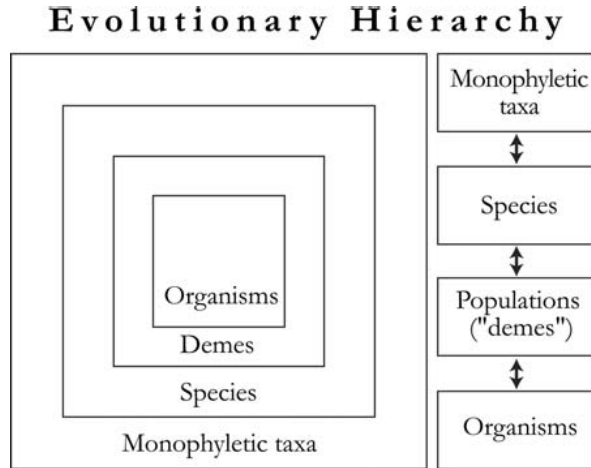 Evolutionary Hierarchy
Organisms
Demes
Species
Monophyletic taxa
Monophyletic
taxa
Species
Populations
("demes")
Organisms